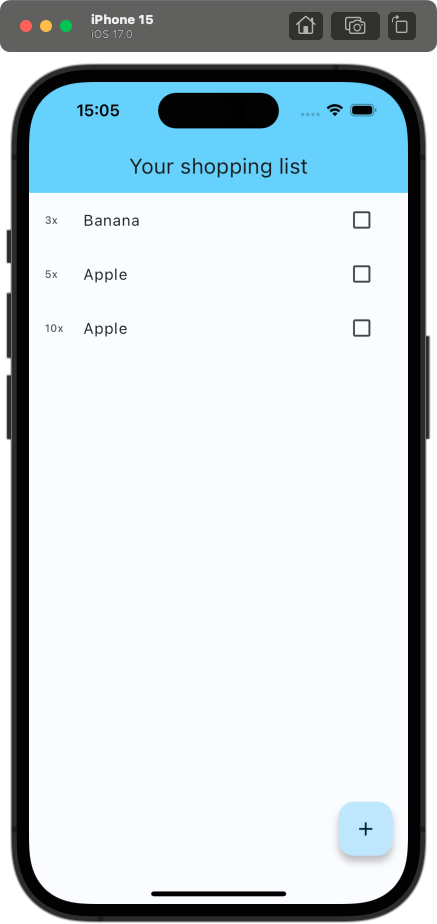 iPhone 15
iOS 17.0
15:05
Your shopping list
3x Banana
5x Apple
10x Apple
+